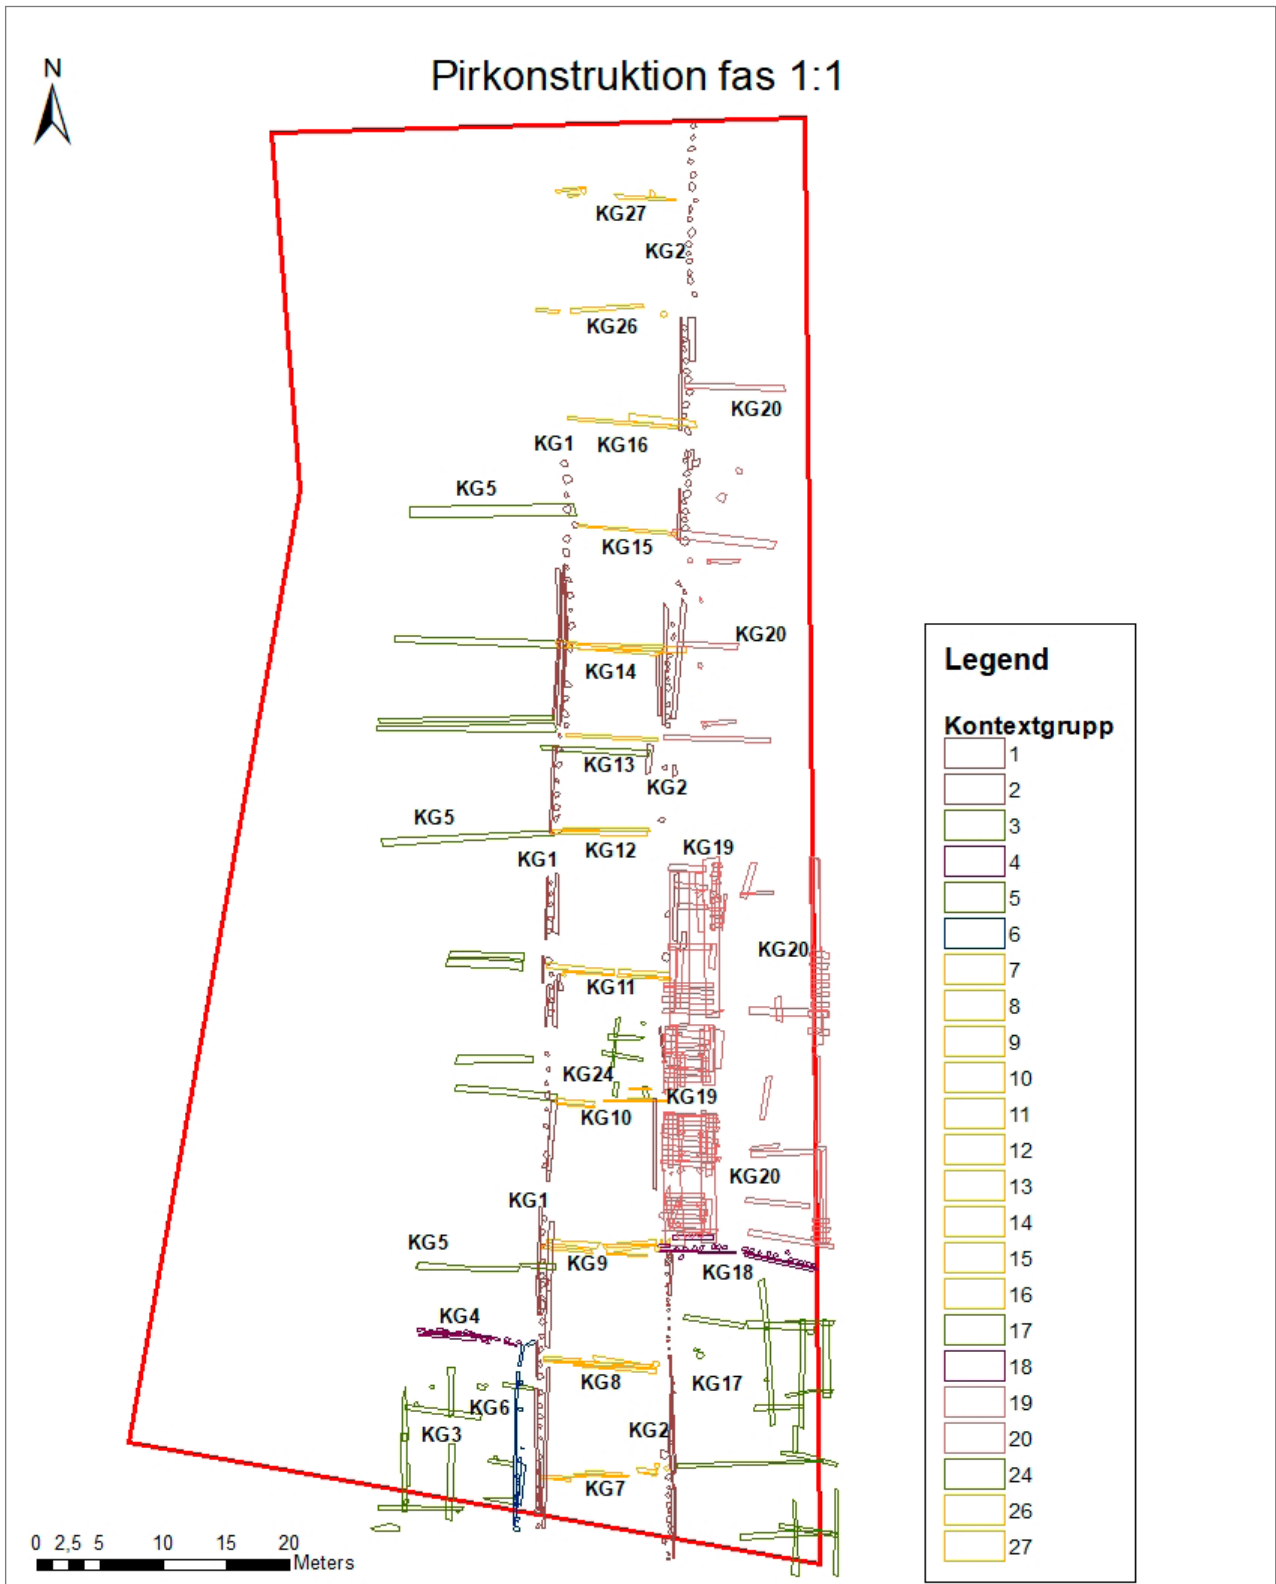 Pirkonstruktion fas 1:1
N
KG27
KG2
KG26
KG20
KG16
KG1
KG5
KG15
KG20
KG14
KG13
KG2
KG5
KG12
KG19
KG1
KG20
KG11
KG24
KG19
KG10
KG20
KG1
KG5
KG9
KG18
KG4
KG8
KG17
KG6
KG2
KG3
KG7
0 2,5 5 10 15 20
Meters
Legend
Kontextgrupp
1
2
3
4
5
6
7
8
9
10
11
12
13
14
15
16
17
18
19
20
24
26
27